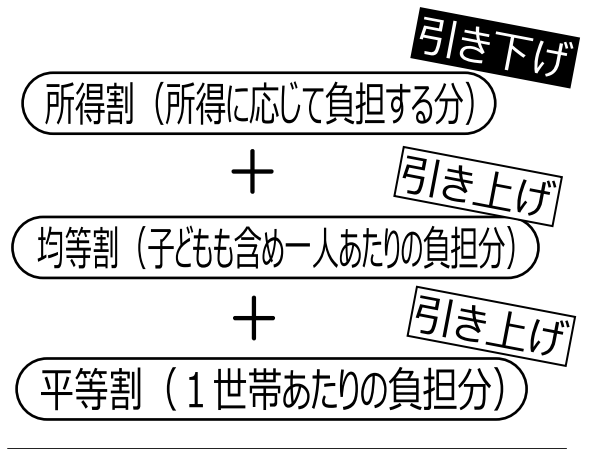 引き下げ
所得割（所得に応じて負担する分）
＋
引き上げ
均等割（子どもも含め一人あたりの負担分）
＋
引き上げ
平等割（１世帯あたりの負担分）